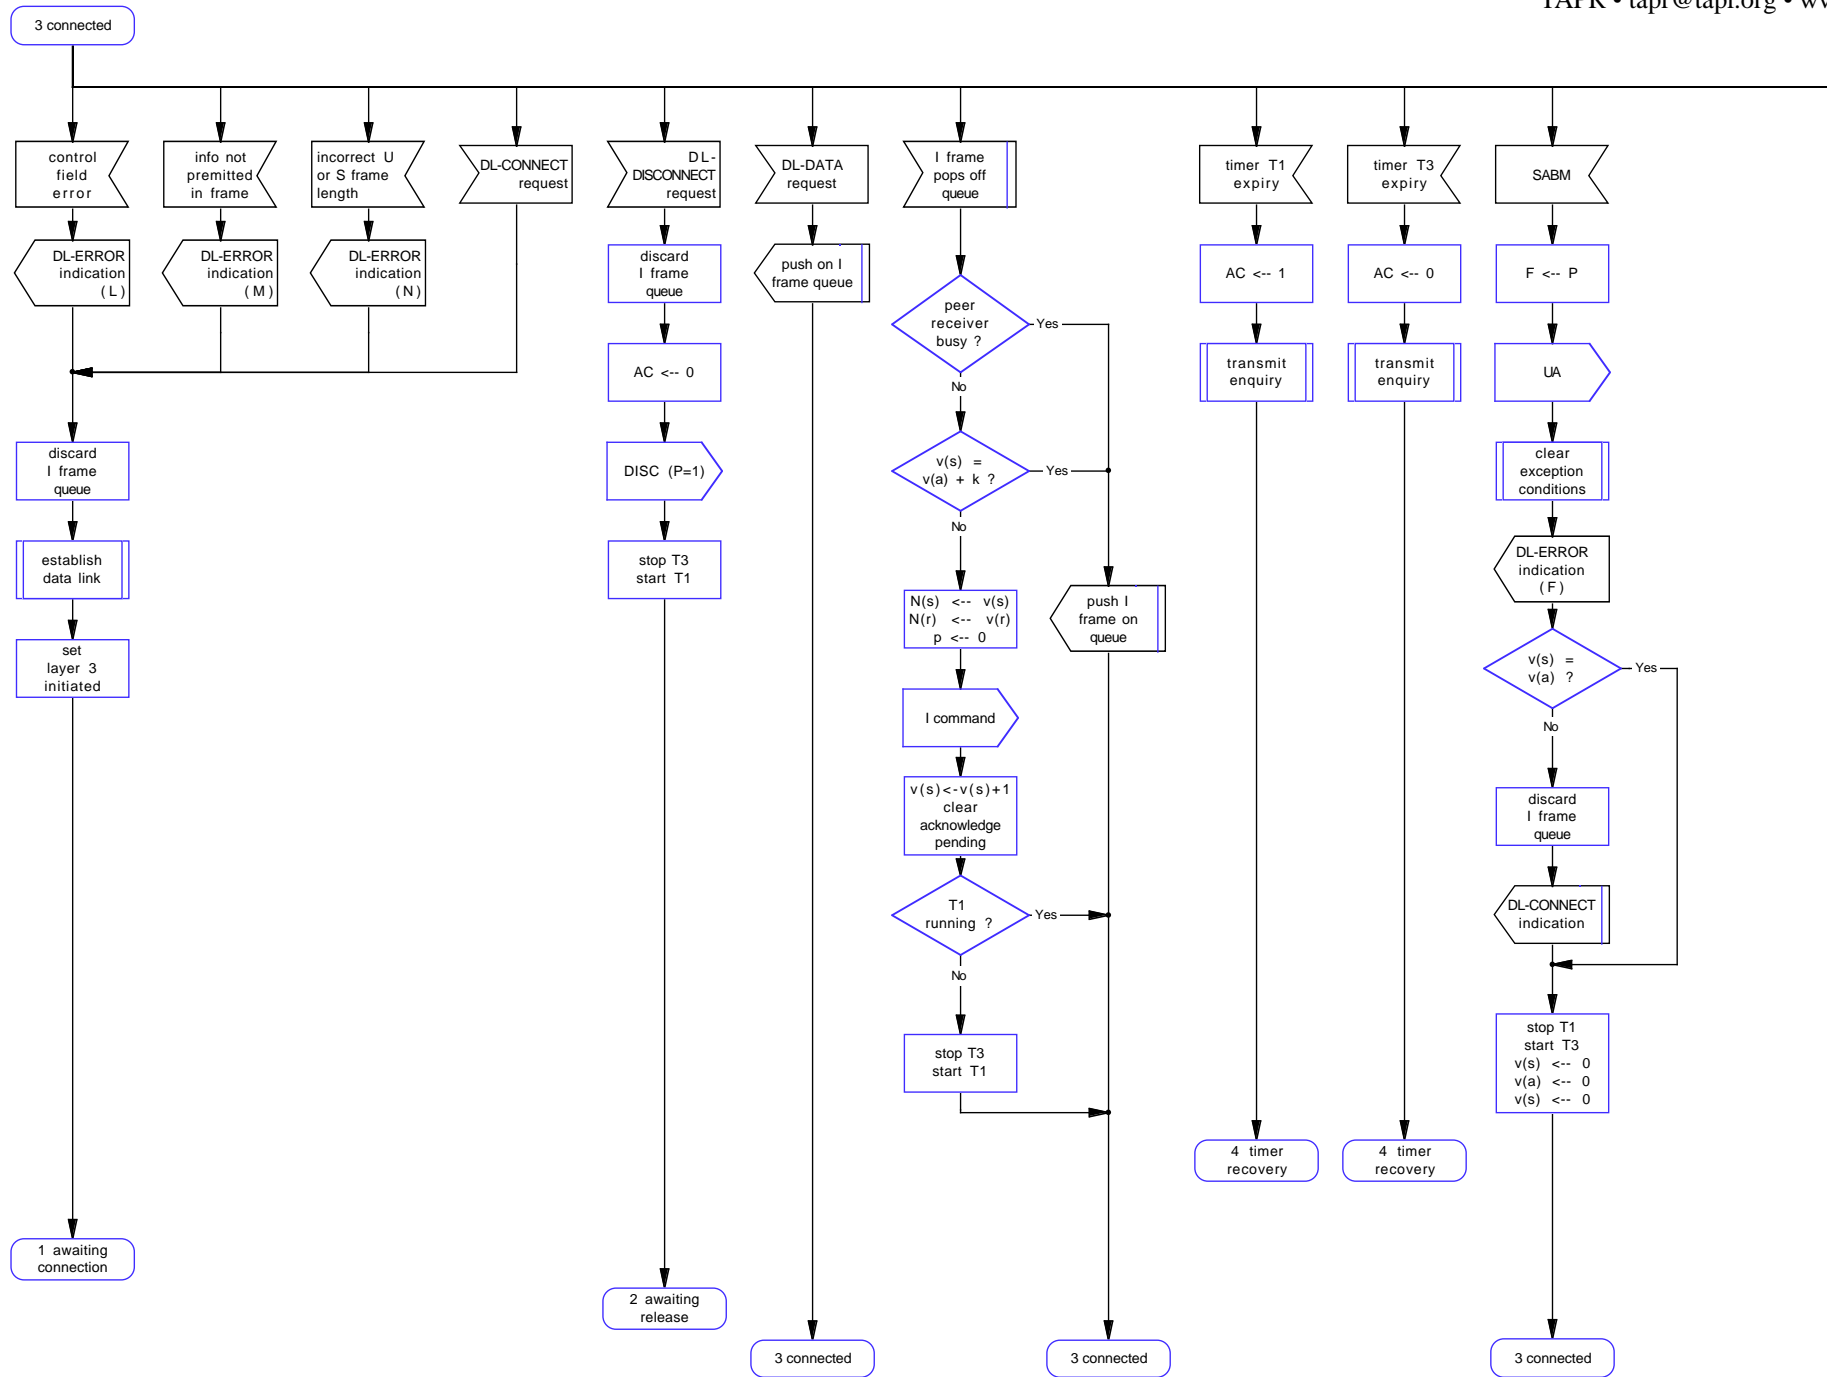 TAPR • tapr@tapr.org •
3 connected
control
field
error
info not
premitted
in frame
incorrect U
or S frame
length
DL-CONNECT
request
DL-
DISCONNECT
request
DL-DATA
request
I frame
pops off
queue
timer T1
expiry
timer T3
expiry
SABM
DL-ERROR
indication
(L)
DL-ERROR
indication
(M)
DL-ERROR
indication
(N)
discard
I frame
queue
push on I
frame queue
AC <-- 1
AC <-- 0
F <-- P
peer
receiver
busy ?
Yes
No
AC <-- 0
transmit
enquiry
transmit
enquiry
UA
discard
I frame
queue
DISC (P=1)
v(s) =
v(a) + k ?
Yes
No
clear
exception
conditions
establish
data link
stop T3
start T1
DL-ERROR
indication
(F)
N(s) <-- v(s)
N(r) <-- v(r)
p <-- 0
push I
frame on
queue
set
layer 3
initiated
v(s) =
v(a) ?
Yes
No
I command
v(s)<-v(s)+1
clear
acknowledge
pending
discard
I frame
queue
T1
running ?
Yes
No
DL-CONNECT
indication
stop T3
start T1
stop T1
start T3
v(s) <-- 0
v(a) <-- 0
v(s) <-- 0
4 timer
recovery
4 timer
recovery
1 awaiting
connection
2 awaiting
release
3 connected
3 connected
3 connected